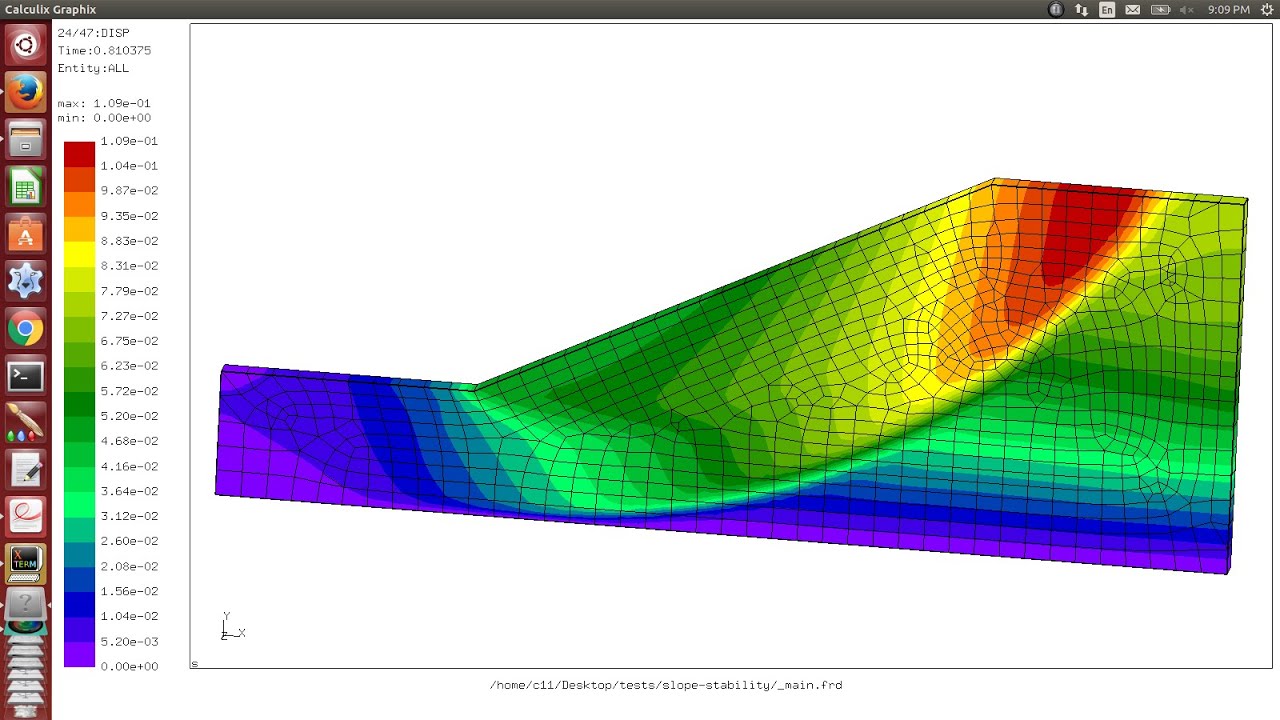 Calculix Graphix
En
9:09 PM
24/47:DISP
Time:0.810375
Entity:ALL
max: 1.09e-01
min: 0.00e+00
1.09e-01
1.04e-01
9.87e-02
9.35e-02
8.83e-02
8.31e-02
7.79e-02
7.27e-02
6.75e-02
6.23e-02
5.72e-02
5.20e-02
4.68e-02
4.16e-02
3.64e-02
3.12e-02
2.60e-02
2.08e-02
1.56e-02
1.04e-02
5.20e-03
0.00e+00
X
TERM
Y
Z
X
s
/home/c11/Desktop/tests/slope-stability/_main.frd